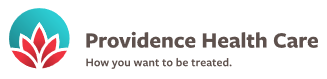 Providence Health Care
How you want to be treated.